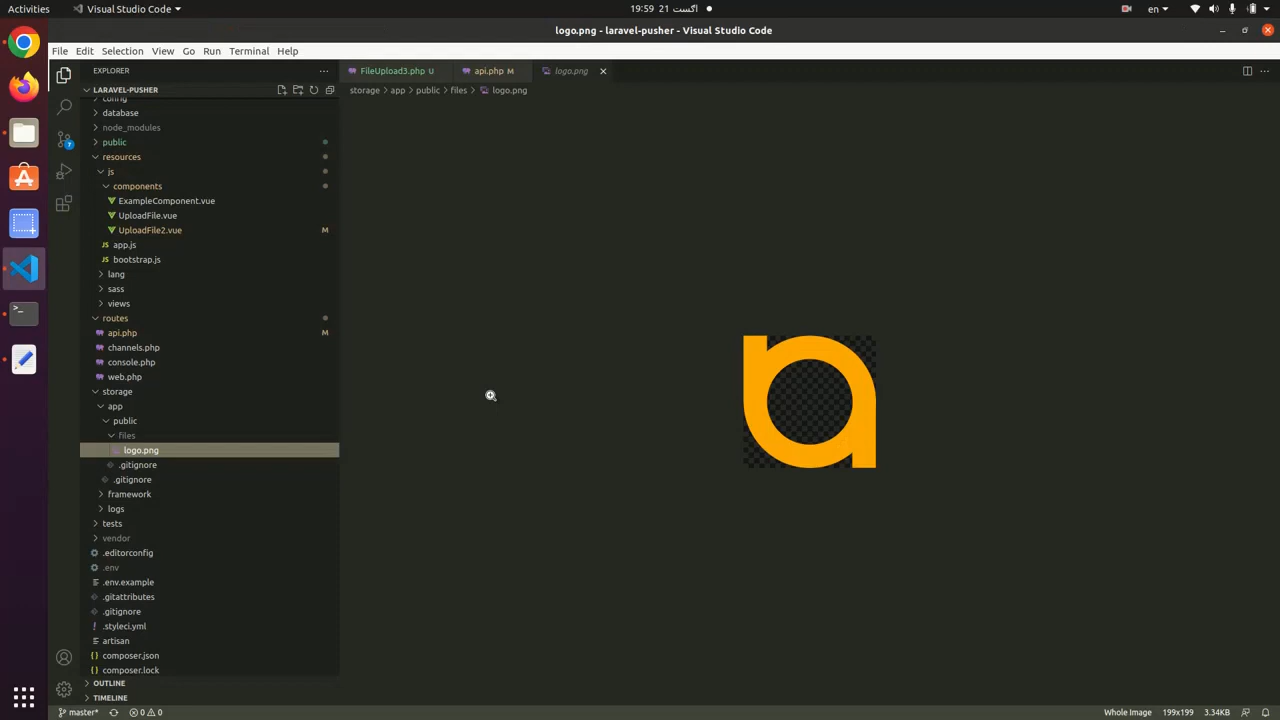 Activities
Visual Studio Code
19:59 21 اگست
en
logo.png - laravel-pusher - Visual Studio Code
File Edit Selection View Go Run Terminal Help
EXPLORER
FileUpload3.php U
api.php M
logo.png
LARAVEL-PUSHER
storage > app > public > files > logo.png
config
database
node_modules
public
resources
js
components
ExampleComponent.vue
UploadFile.vue
UploadFile2.vue M
app.js
bootstrap.js
lang
sass
views
routes
api.php M
channels.php
console.php
web.php
storage
app
public
files
logo.png
.gitignore
.gitignore
framework
logs
tests
vendor
.editorconfig
.env
.env.example
.gitattributes
.gitignore
.styleci.yml
artisan
composer.json
composer.lock
OUTLINE
TIMELINE
master* 0 0
Whole Image 199x199 3.34KB